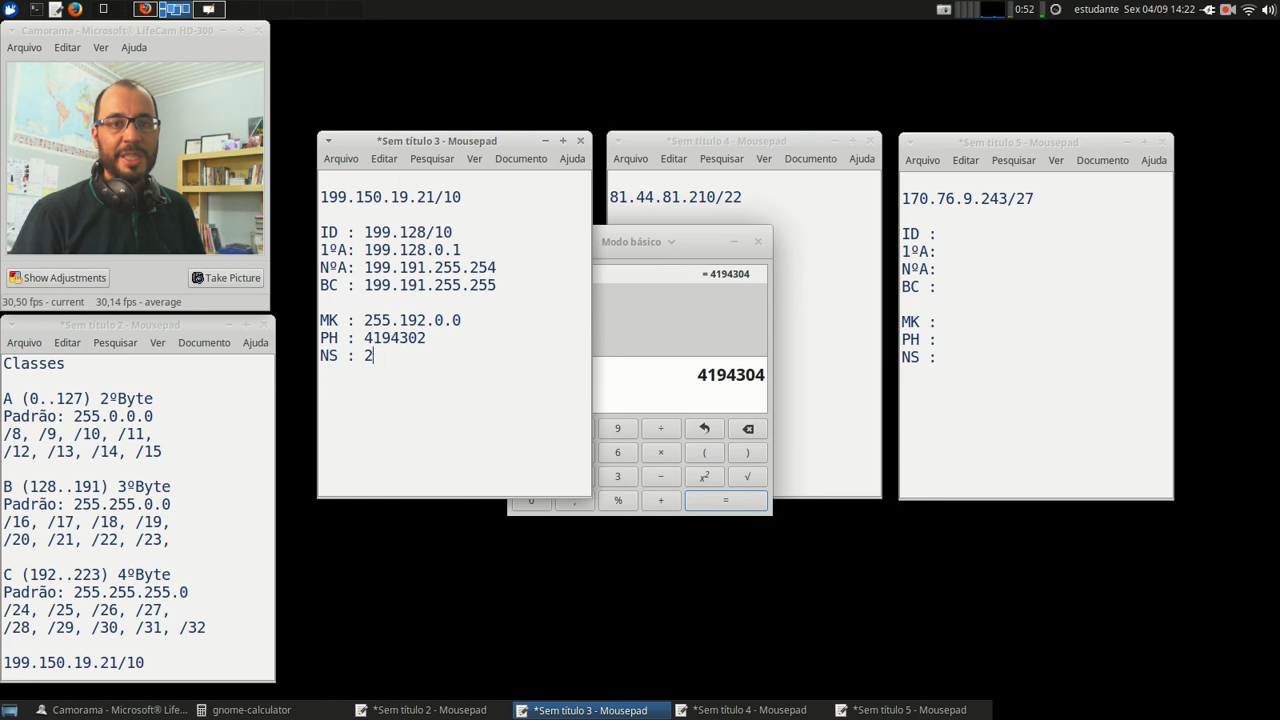 0:52
estudante Sex 04/09 14:22
Camorama - Microsoft® LifeCam HD-300
Arquivo Editar Ver Ajuda
Show Adjustments Take Picture
30,50 fps - current 30,14 fps - average
*Sem título 2 - Mousepad
Arquivo Editar Pesquisar Ver Documento Ajuda
Classes
A (0..127) 2ºByte
Padrão: 255.0.0.0
/8, /9, /10, /11,
/12, /13, /14, /15
B (128..191) 3ºByte
Padrão: 255.255.0.0
/16, /17, /18, /19,
/20, /21, /22, /23,
C (192..223) 4ºByte
Padrão: 255.255.255.0
/24, /25, /26, /27,
/28, /29, /30, /31, /32
199.150.19.21/10
*Sem título 3 - Mousepad
Arquivo Editar Pesquisar Ver Documento Ajuda
199.150.19.21/10
ID : 199.128/10
1ºA: 199.128.0.1
NºA: 199.191.255.254
BC : 199.191.255.255
MK : 255.192.0.0
PH : 4194302
NS : 2
*Sem título 4 - Mousepad
Arquivo Editar Pesquisar Ver Documento Ajuda
81.44.81.210/22
Modo básico
= 4194304
4194304
9 ÷
6 × ( )
3 − x² √
0 , % + =
*Sem título 5 - Mousepad
Arquivo Editar Pesquisar Ver Documento Ajuda
170.76.9.243/27
ID :
1ºA:
NºA:
BC :
MK :
PH :
NS :
Camorama - Microsoft® Life...
gnome-calculator
*Sem título 2 - Mousepad
*Sem título 3 - Mousepad
*Sem título 4 - Mousepad
*Sem título 5 - Mousepad